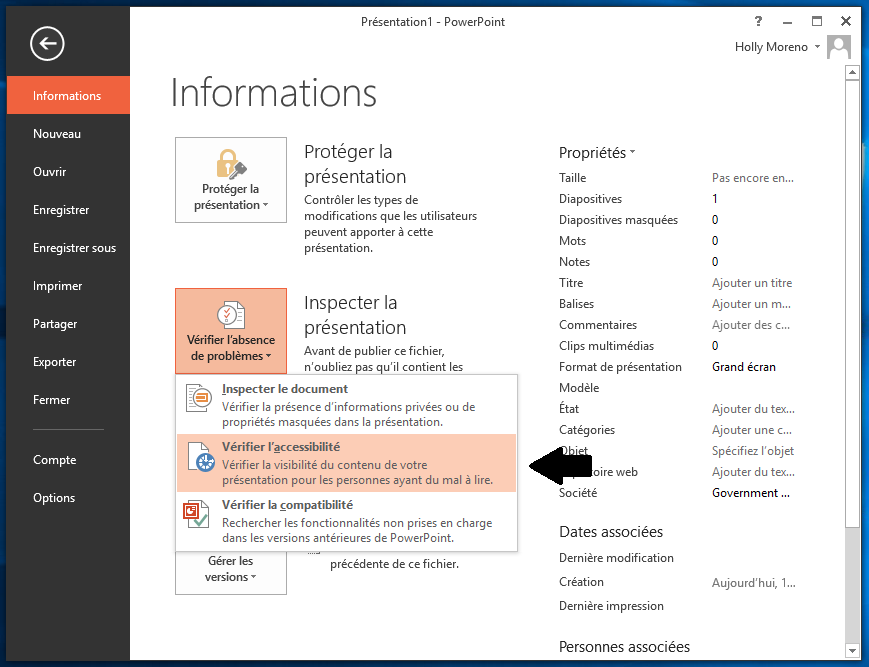 Présentation1 - PowerPoint
?
Holly Moreno
Informations
Nouveau
Ouvrir
Enregistrer
Enregistrer sous
Imprimer
Partager
Exporter
Fermer
Compte
Options
Informations
Protéger la
présentation
Protéger la
présentation
Contrôler les types de
modifications que les utilisateurs
peuvent apporter à cette
présentation.
Vérifier l'absence
de problèmes
Inspecter la
présentation
Avant de publier ce fichier,
n'oubliez pas qu'il contient les
Inspecter le document
Vérifier la présence d'informations privées ou de
propriétés masquées dans la présentation.
Vérifier l'accessibilité
Vérifier la visibilité du contenu de votre
présentation pour les personnes ayant du mal à lire.
Vérifier la compatibilité
Rechercher les fonctionnalités non prises en charge
dans les versions antérieures de PowerPoint.
Gérer les
versions
précédente de ce fichier.
Propriétés
Taille Pas encore en...
Diapositives 1
Diapositives masquées 0
Mots 0
Notes 0
Titre Ajouter un titre
Balises Ajouter un m...
Commentaires Ajouter des c...
Clips multimédias 0
Format de présentation Grand écran
Modèle
État Ajouter du tex...
Catégories Ajouter une c...
Objet Spécifiez l'objet
web Ajouter du tex...
Société Government ...
Dates associées
Dernière modification
Création Aujourd'hui, 1...
Dernière impression
Personnes associées